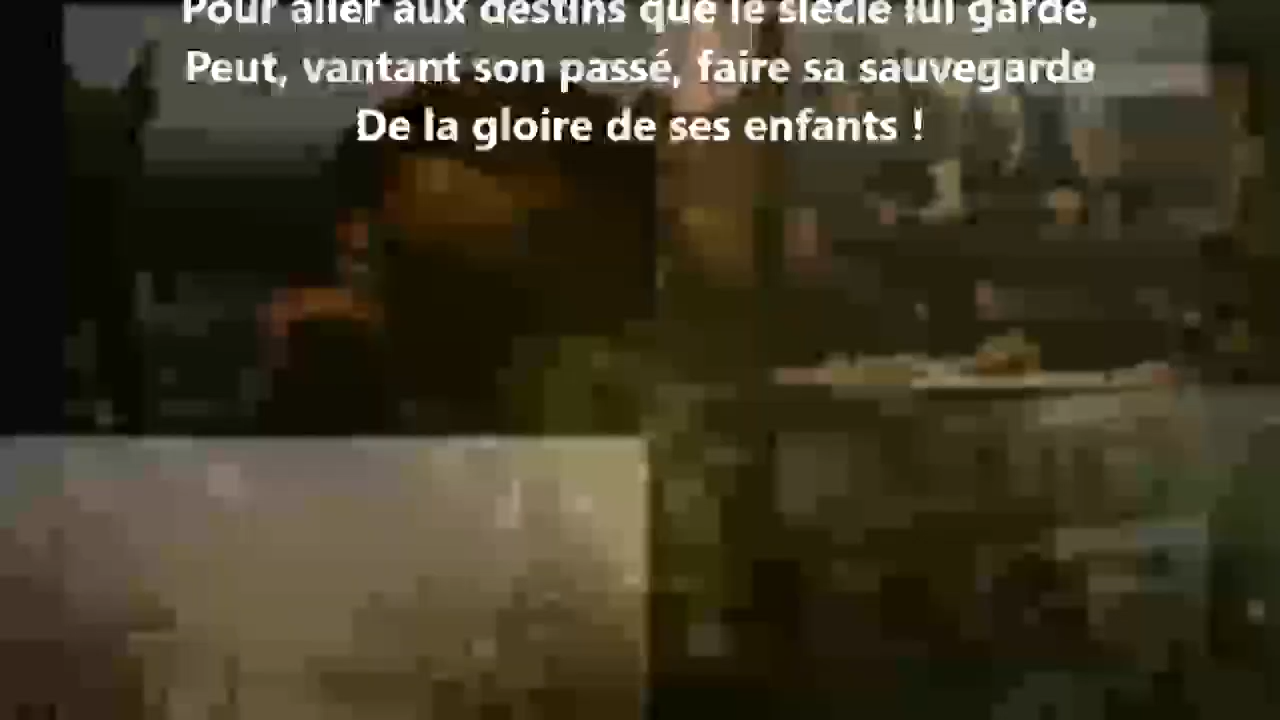 Pour aller aux destins que le siècle lui garde,
Peut, vantant son passé, faire sa sauvegarde
De la gloire de ses enfants !